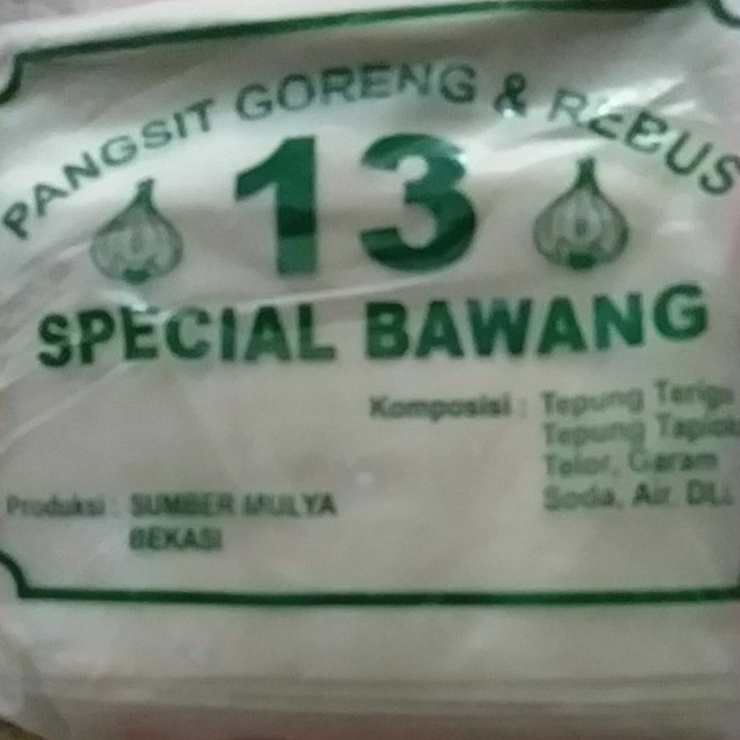 PANGSIT GORENG & REBUS
13
SPECIAL BAWANG
Komposisi : Tepung Terigu
Tepung Tapiok
Telor, Garam
Soda, Air. DLL
Produksi : SUMBER MULYA
BEKASI